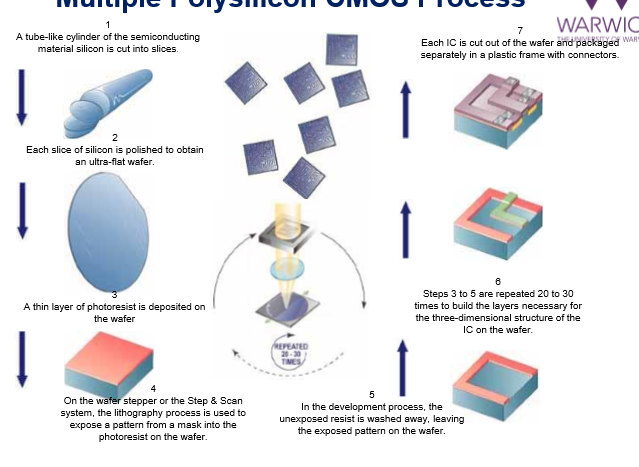 Multiple Polysilicon CMOS Process
WARWIC
THE UNIVERSITY OF WAR
1
A tube-like cylinder of the semiconducting
material silicon is cut into slices.
2
Each slice of silicon is polished to obtain
an ultra-flat wafer.
3
A thin layer of photoresist is deposited on
the wafer
4
On the wafer stepper or the Step & Scan
system, the lithography process is used to
expose a pattern from a mask into the
photoresist on the wafer.
REPEATED
20 - 30
TIMES
5
In the development process, the
unexposed resist is washed away, leaving
the exposed pattern on the wafer.
6
Steps 3 to 5 are repeated 20 to 30
times to build the layers necessary for
the three-dimensional structure of the
IC on the wafer.
7
Each IC is cut out of the wafer and packaged
separately in a plastic frame with connectors.